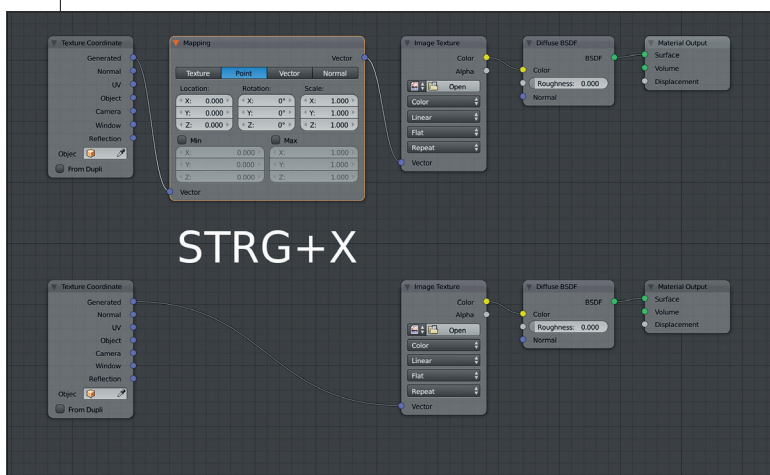 Texture Coordinate
Generated
Normal
UV
Object
Camera
Window
Reflection
Objec
From Dupli
Mapping
Vector
Texture Point Vector Normal
Location: Rotation: Scale:
X: 0.000 X: 0° X: 1.000
Y: 0.000 Y: 0° Y: 1.000
Z: 0.000 Z: 0° Z: 1.000
Min Max
X: 0.000 X: 1.000
Y: 0.000 Y: 1.000
Z: 0.000 Z: 1.000
Vector
Image Texture
Color
Alpha
Open
Color
Linear
Flat
Repeat
Vector
Diffuse BSDF
BSDF
Color
Roughness: 0.000
Normal
Material Output
Surface
Volume
Displacement
STRG+X
Texture Coordinate
Generated
Normal
UV
Object
Camera
Window
Reflection
Objec
From Dupli
Image Texture
Color
Alpha
Open
Color
Linear
Flat
Repeat
Vector
Diffuse BSDF
BSDF
Color
Roughness: 0.000
Normal
Material Output
Surface
Volume
Displacement